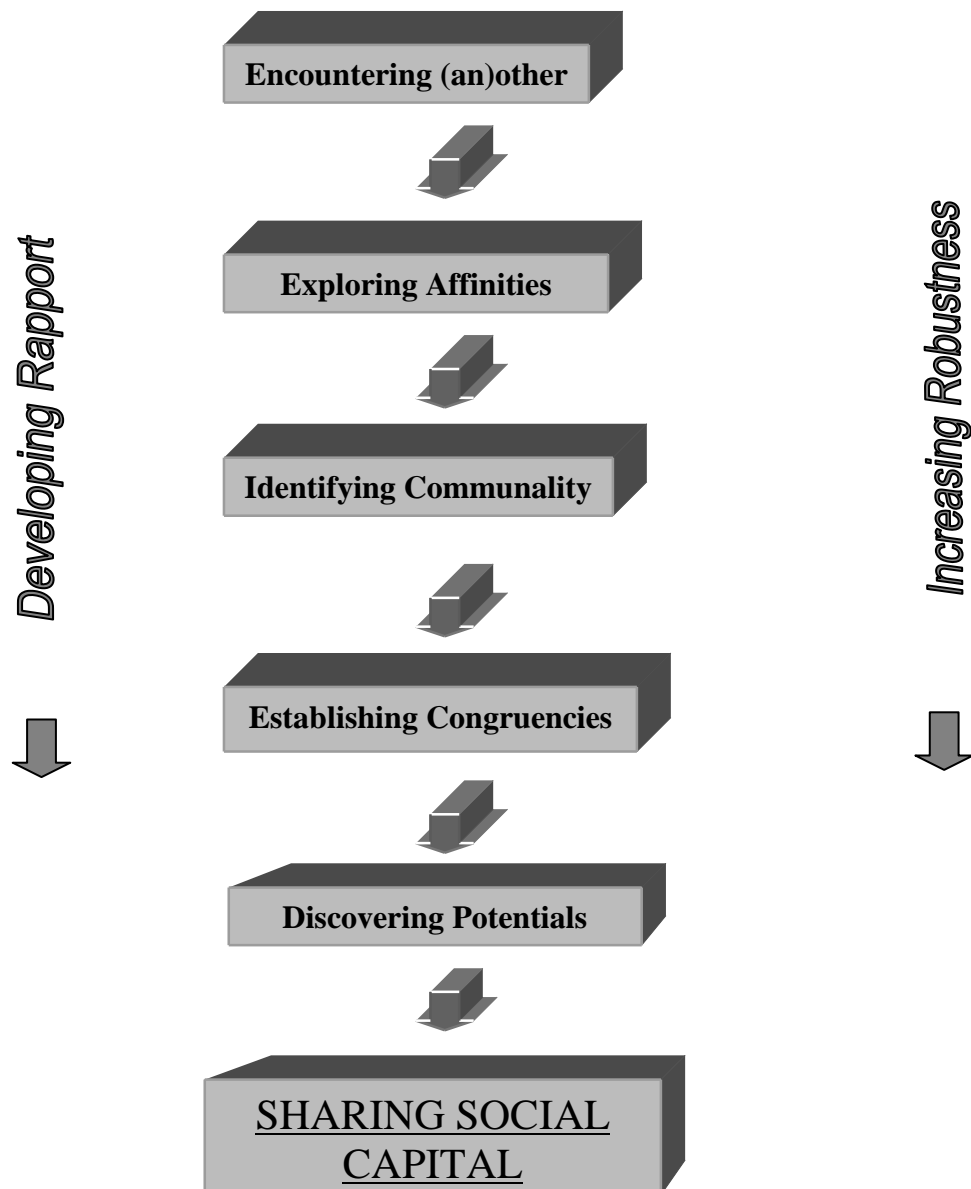 Encountering (an)other
Exploring Affinities
Identifying Communality
Establishing Congruencies
Discovering Potentials
SHARING SOCIAL
CAPITAL
Developing Rapport
Increasing Robustness